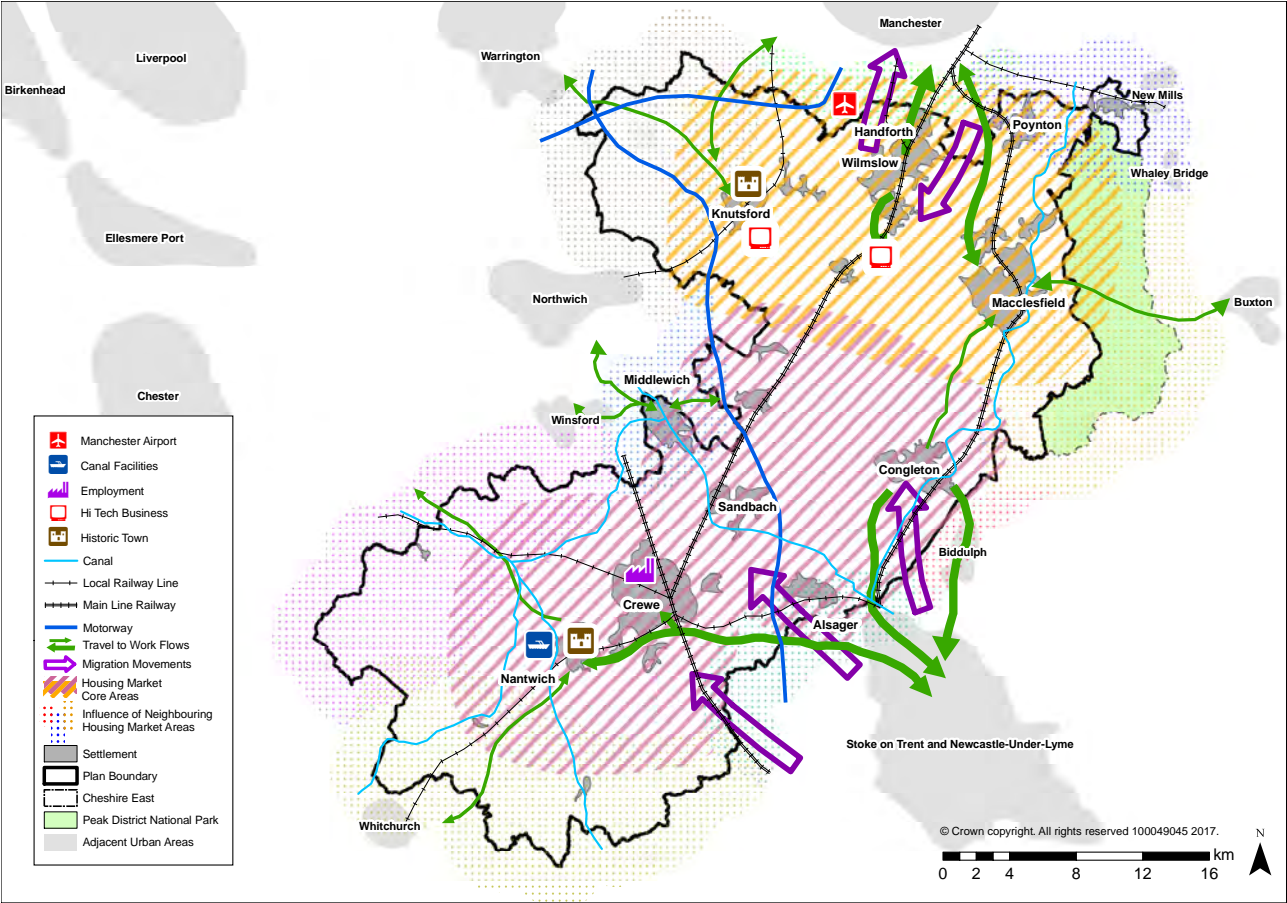 Manchester
Liverpool
Warrington
Birkenhead
New Mills
Poynton
Handforth
Wilmslow
Whaley Bridge
Knutsford
Ellesmere Port
Northwich
Macclesfield
Buxton
Middlewich
Chester
Winsford
Congleton
Sandbach
Biddulph
Crewe
Alsager
Nantwich
Stoke on Trent and Newcastle-Under-Lyme
Whitchurch
Manchester Airport
Canal Facilities
Employment
Hi Tech Business
Historic Town
Canal
Local Railway Line
Main Line Railway
Motorway
Travel to Work Flows
Migration Movements
Housing Market
Core Areas
Influence of Neighbouring
Housing Market Areas
Settlement
Plan Boundary
Cheshire East
Peak District National Park
Adjacent Urban Areas
© Crown copyright. All rights reserved 100049045 2017.
N
km
0 2 4 8 12 16